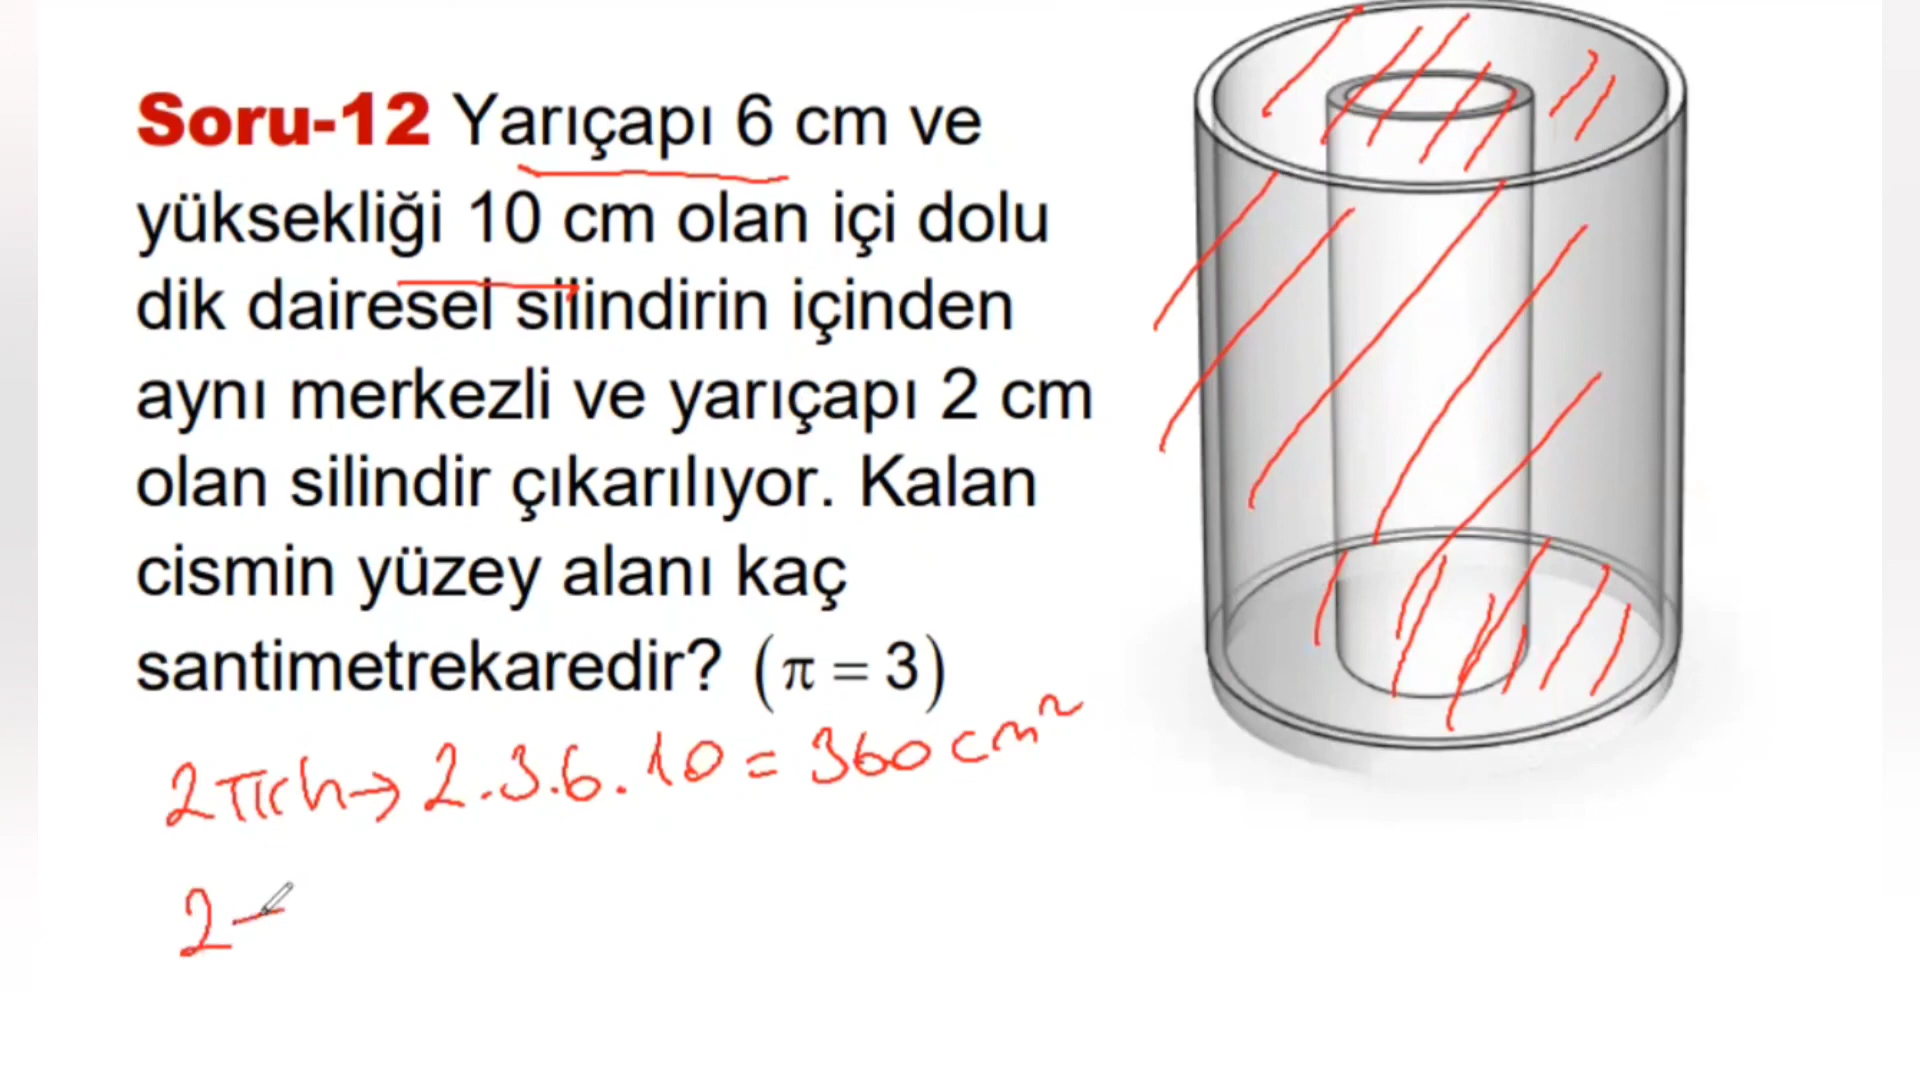 Soru-12 Yarıçapı 6 cm ve
yüksekliği 10 cm olan içi dolu
dik dairesel silindirin içinden
aynı merkezli ve yarıçapı 2 cm
olan silindir çıkarılıyor. Kalan
cismin yüzey alanı kaç
santimetrekaredir? (π = 3)
2πrh→ 2.3.6.10 = 360 cm²
2